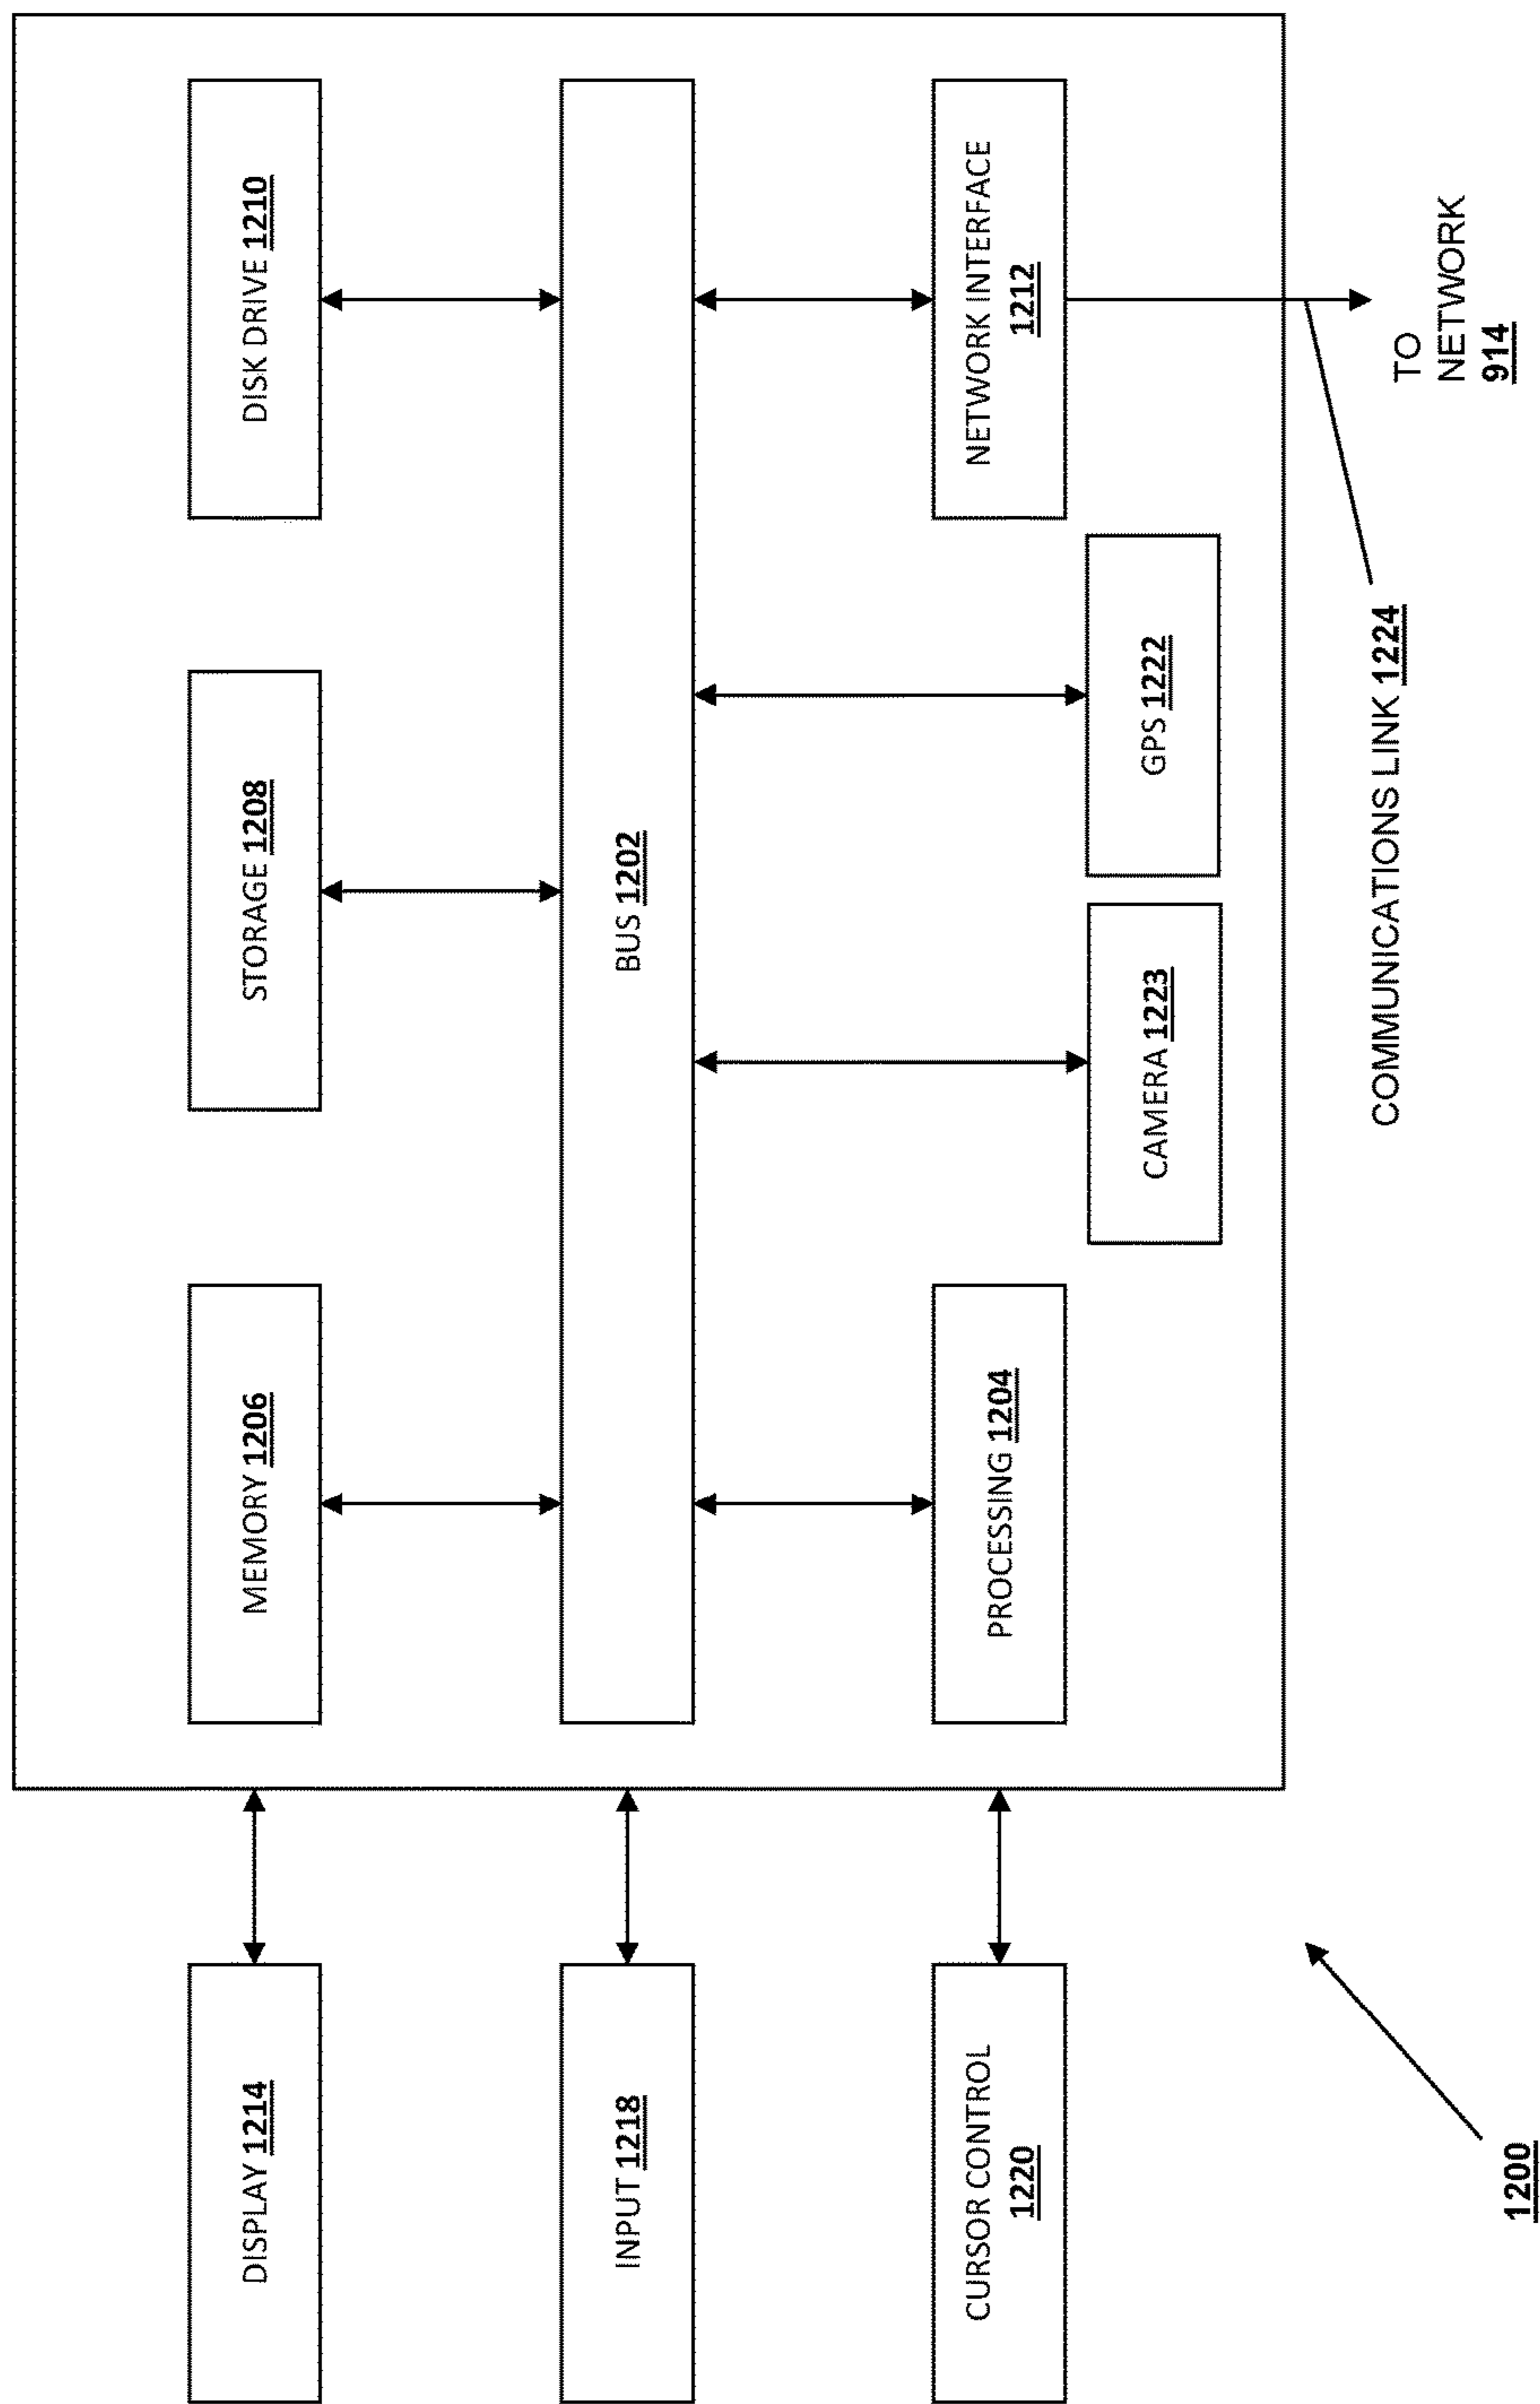 DISPLAY 1214
MEMORY 1206
STORAGE 1208
DISK DRIVE 1210
INPUT 1218
BUS 1202
CURSOR CONTROL
1220
PROCESSING 1204
NETWORK INTERFACE
1212
CAMERA 1223
GPS 1222
COMMUNICATIONS LINK 1224
TO
NETWORK
914
1200